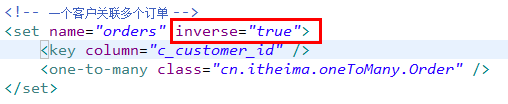 <!-- 一个客户关联多个订单 -->
<set name="orders" inverse="true">
<key column="c_customer_id" />
<one-to-many class="cn.itheima.oneToMany.Order" />
</set>